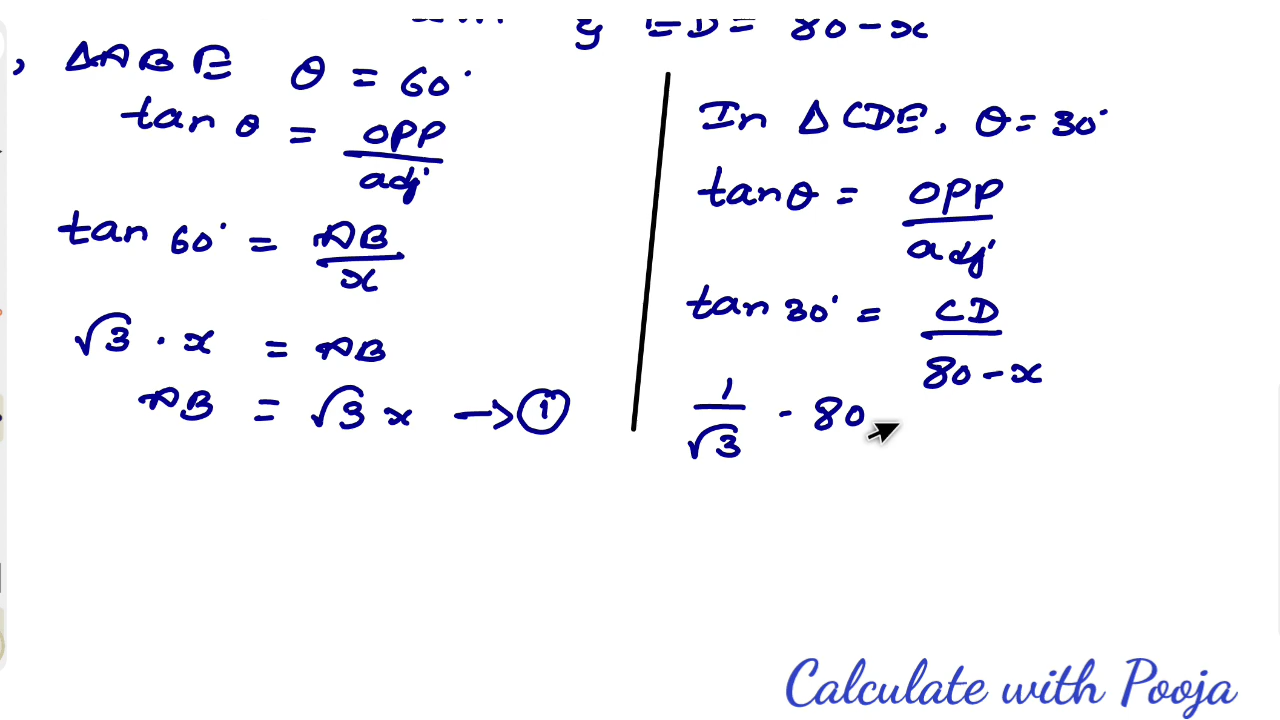 ED = 80 - x
, ΔABE θ = 60°
tan θ = opp/adj
tan 60° = AB/x
√3 · x = AB
AB = √3 x → ①
In ΔCDE, θ = 30°
tan θ = opp/adj
tan 30° = CD/80 - x
1/√3 - 80
Calculate with Pooja